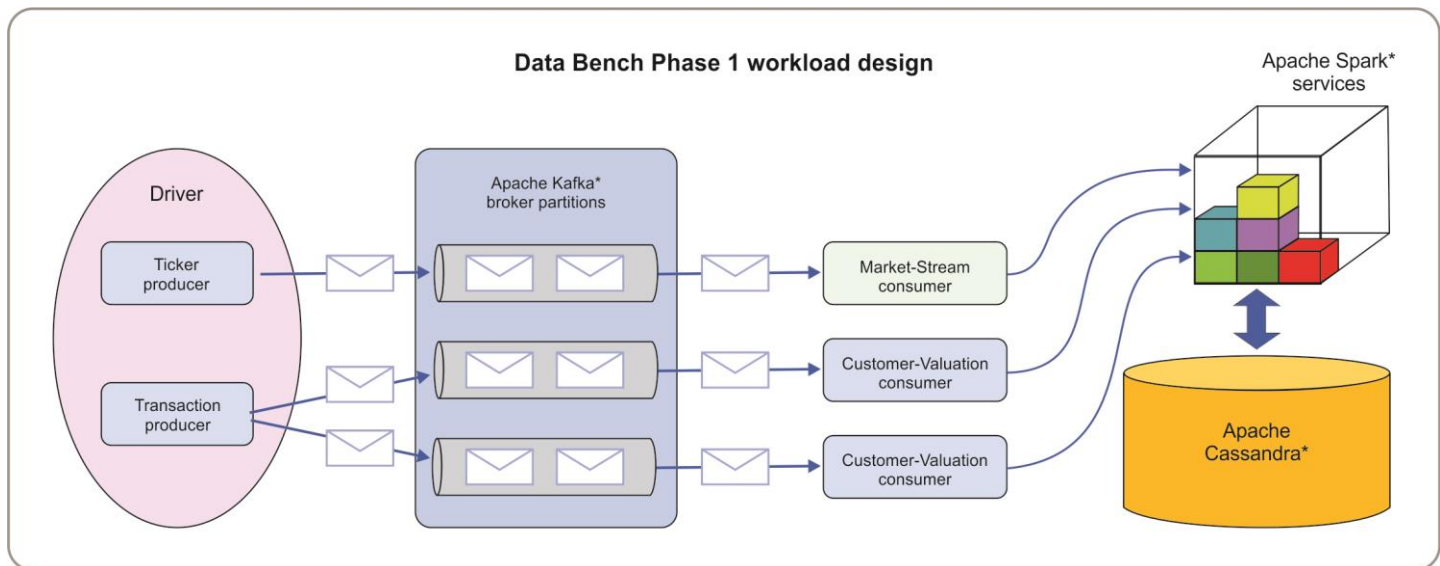 Data Bench Phase 1 workload design
Apache Spark*
services
Driver
Apache Kafka*
broker partitions
Ticker
producer
Market-Stream
consumer
Transaction
producer
Customer-Valuation
consumer
Customer-Valuation
consumer
Apache
Cassandra*